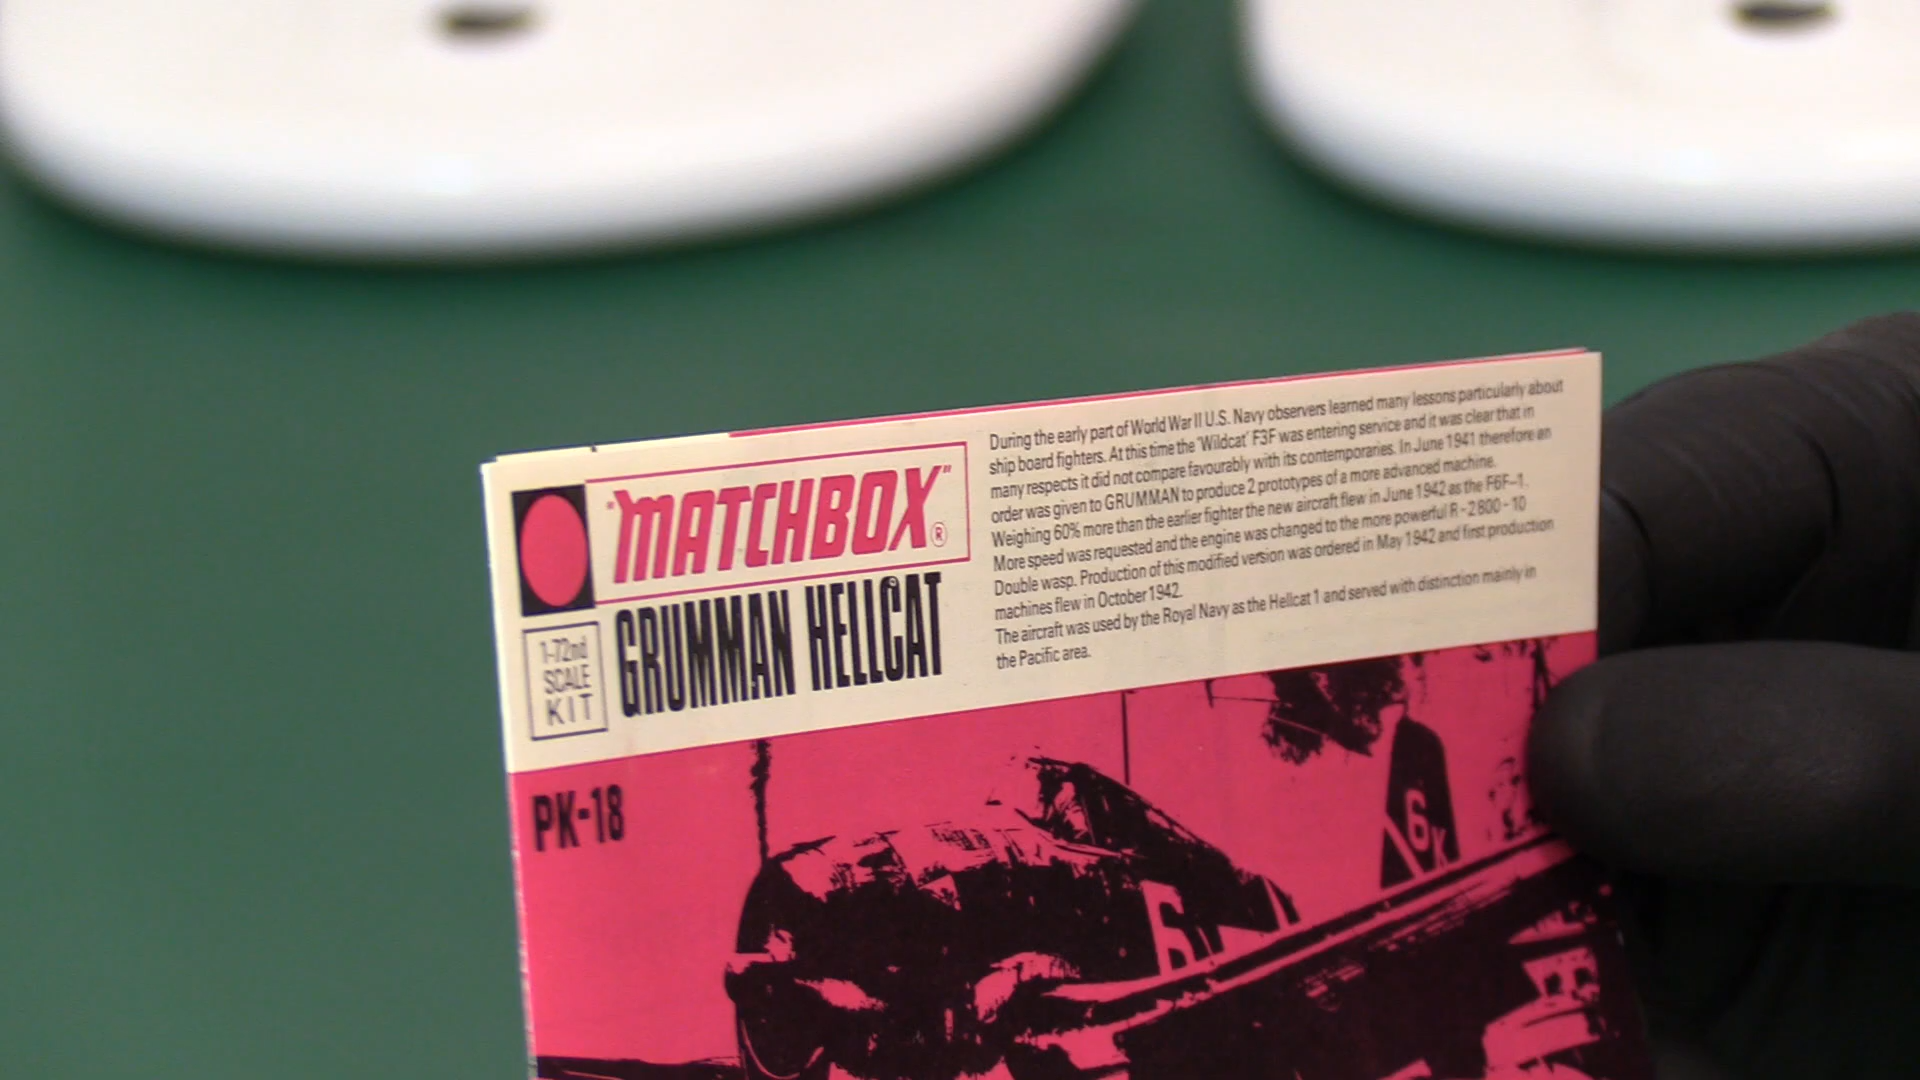 "MATCHBOX"®
GRUMMAN HELLCAT
1-72nd
SCALE
KIT
During the early part of World War II U.S. Navy observers learned many lessons particularly about
ship board fighters. At this time the 'Wildcat' F3F was entering service and it was clear that in
many respects it did not compare favourably with its contemporaries. In June 1941 therefore an
order was given to GRUMMAN to produce 2 prototypes of a more advanced machine.
Weighing 60% more than the earlier fighter the new aircraft flew in June 1942 as the F6F-1.
More speed was requested and the engine was changed to the more powerful R-2800-10
Double wasp. Production of this modified version was ordered in May 1942 and first production
machines flew in October 1942.
The aircraft was used by the Royal Navy as the Hellcat 1 and served with distinction mainly in
the Pacific area.
PK-18
6
K
6